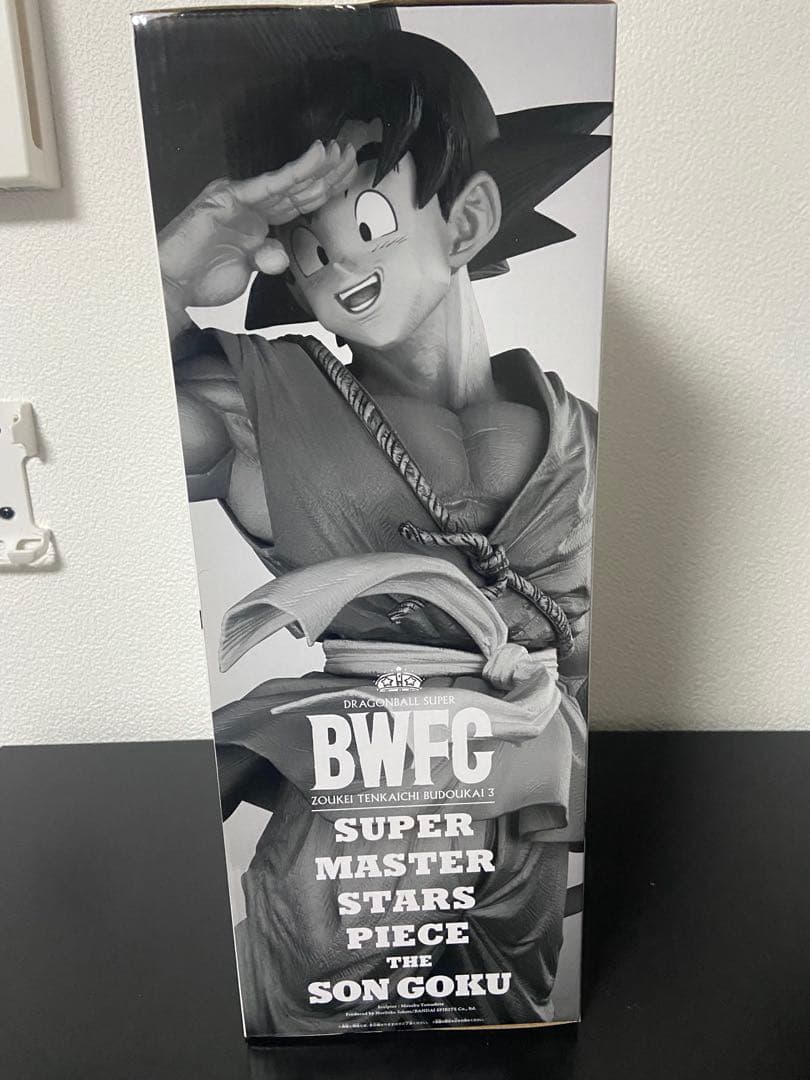 DRAGONBALL SUPER
BWFC
ZOUKEI TENKAICHI BUDOUKAI 3
SUPER
MASTER
STARS
PIECE
THE
SON GOKU